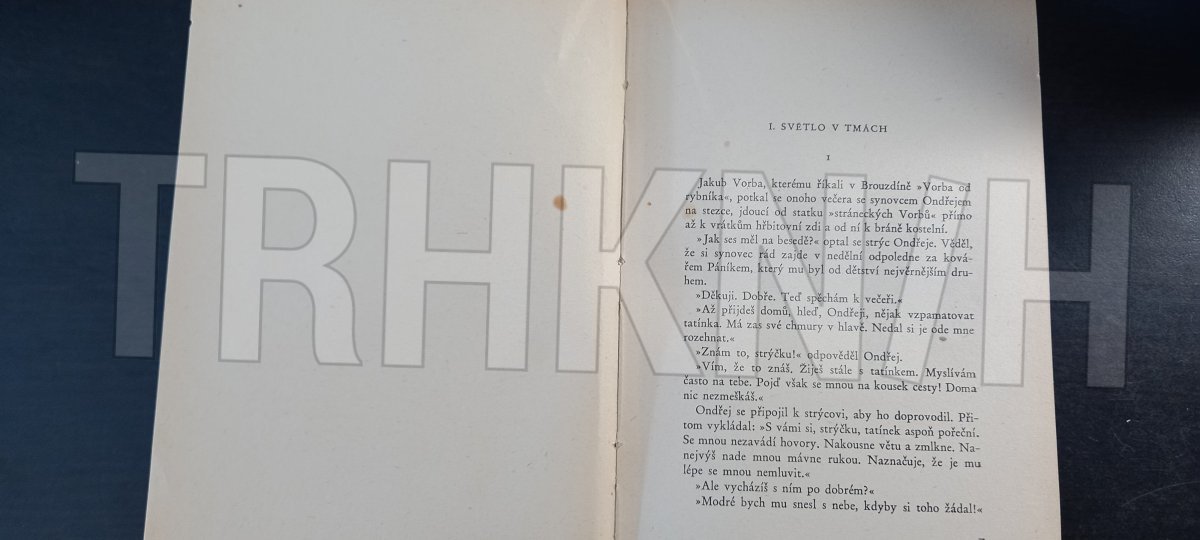 I. SVĚTLO V TMÁCH
1
Jakub Vorba, kterému říkali v Brouzdíně »Vorba od
rybníka«, potkal se onoho večera se synovcem Ondřejem
na stezce, jdoucí od statku »stráneckých Vorbů« přímo
až k vrátkům hřbitovní zdi a od ní k bráně kostelní.
»Jak ses měl na besedě?« optal se strýc Ondřeje. Věděl,
že si synovec rád zajde v nedělní odpoledne za ková-
řem Páníkem, který mu byl od dětství nejvěrnějším dru-
hem.
»Děkuji. Dobře. Teď spěchám k večeři.«
»Až přijdeš domů, hleď, Ondřeji, nějak vzpamatovat
tatínka. Má zas své chmury v hlavě. Nedal si je ode mne
rozehnat.«
»Znám to, strýčku!« odpověděl Ondřej.
»Vím, že to znáš. Žiješ stále s tatínkem. Myslívám
často na tebe. Pojď však se mnou na kousek cesty! Doma
nic nezmeškáš.«
Ondřej se připojil k strýcovi, aby ho doprovodil. Při-
tom vykládal: »S vámi si, strýčku, tatínek aspoň pořeční.
Se mnou nezavádí hovory. Nakousne větu a zmlkne. Na-
nejvýš nade mnou mávne rukou. Naznačuje, že je mu
lépe se mnou nemluvit.«
»Ale vycházíš s ním po dobrém?«
»Modré bych mu snesl s nebe, kdyby si toho žádal!«
TRHKNIH